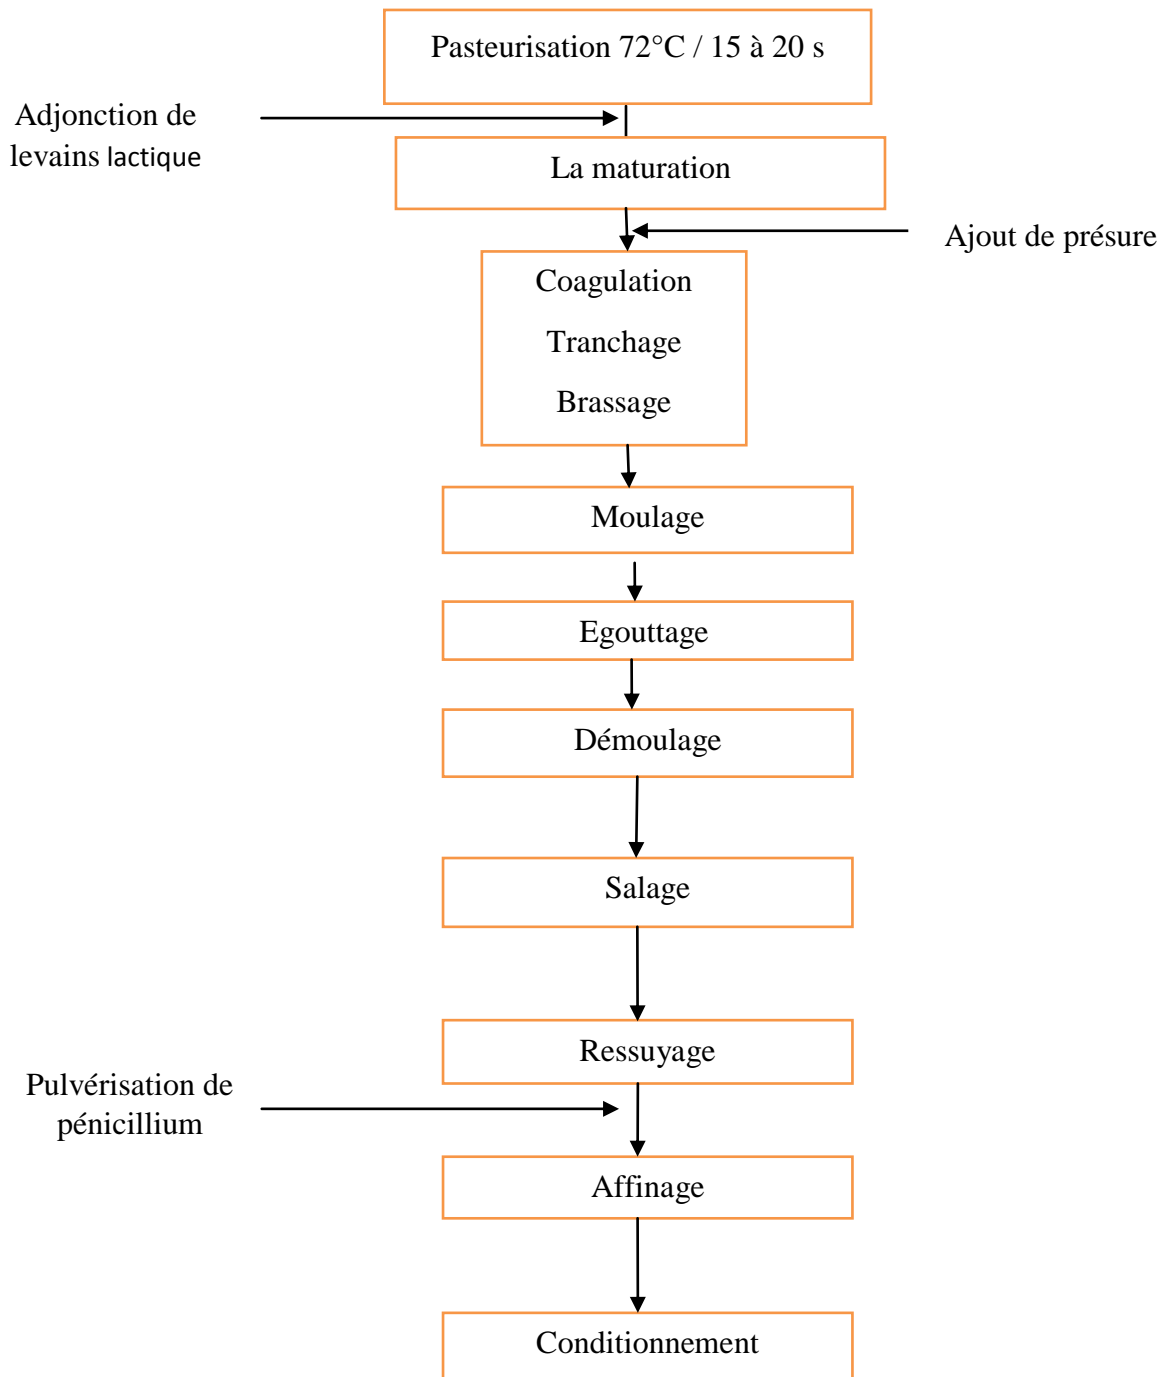 Pasteurisation 72°C / 15 à 20 s
Adjonction de
levains lactique
La maturation
Ajout de présure
Coagulation
Tranchage
Brassage
Moulage
Egouttage
Démoulage
Salage
Ressuyage
Pulvérisation de
pénicillium
Affinage
Conditionnement